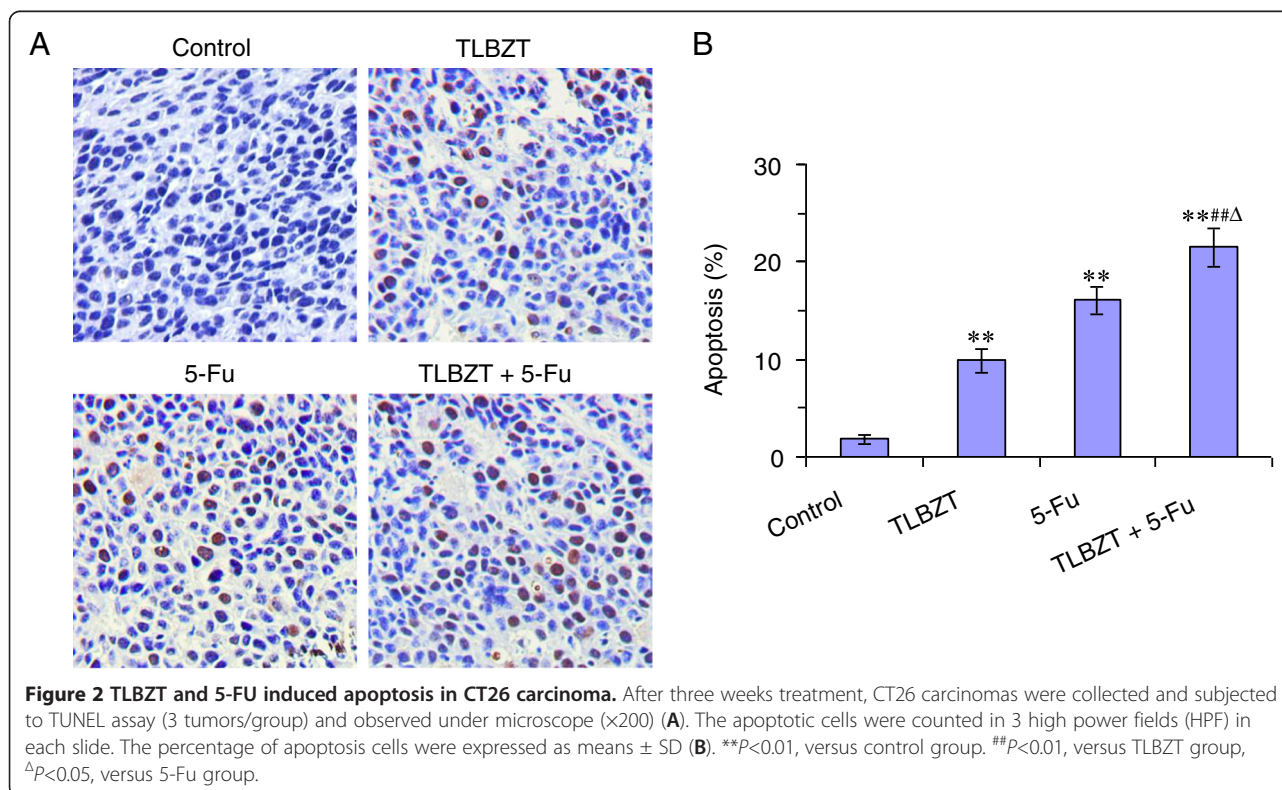 A
Control
TLBZT
5-Fu
TLBZT + 5-Fu
B
Apoptosis (%)
30
20
10
0
**
**
**##Δ
Control
TLBZT
5-Fu
TLBZT + 5-Fu
Figure 2 TLBZT and 5-FU induced apoptosis in CT26 carcinoma. After three weeks treatment, CT26 carcinomas were collected and subjected
to TUNEL assay (3 tumors/group) and observed under microscope (×200) (A). The apoptotic cells were counted in 3 high power fields (HPF) in
each slide. The percentage of apoptosis cells were expressed as means ± SD (B). **P<0.01, versus control group. ##P<0.01, versus TLBZT group,
ΔP<0.05, versus 5-Fu group.